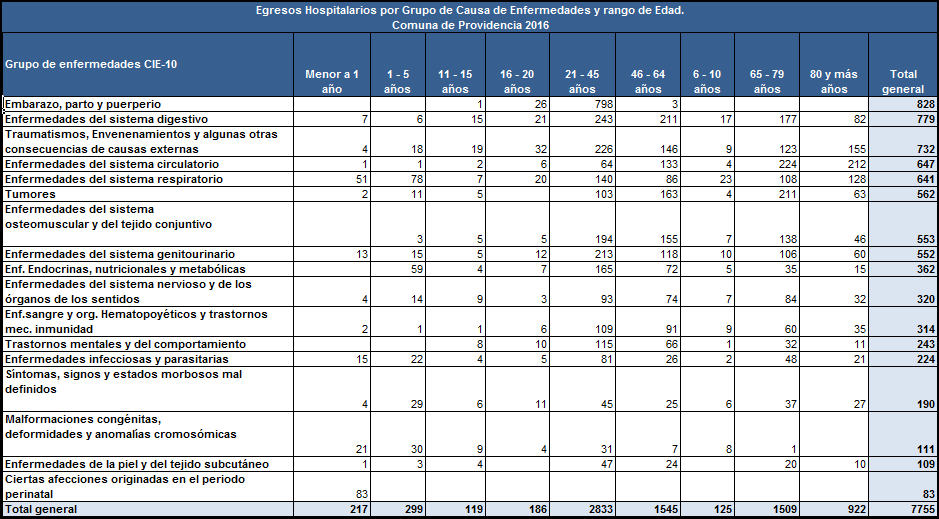 Egresos Hospitalarios por Grupo de Causa de Enfermedades y rango de Edad.
Comuna de Providencia 2016
Grupo de enfermedades CIE-10 Menor a 1 año 1 - 5 años 11 - 15 años 16 - 20 años 21 - 45 años 46 - 64 años 6 - 10 años 65 - 79 años 80 y más años Total general
Embarazo, parto y puerperio 1 26 798 3 828
Enfermedades del sistema digestivo 7 6 15 21 243 211 17 177 82 779
Traumatismos, Envenenamientos y algunas otras
consecuencias de causas externas 4 18 19 32 226 146 9 123 155 732
Enfermedades del sistema circulatorio 1 1 2 6 64 133 4 224 212 647
Enfermedades del sistema respiratorio 51 78 7 20 140 86 23 108 128 641
Tumores 2 11 5 103 163 4 211 63 562
Enfermedades del sistema
osteomuscular y del tejido conjuntivo
3 5 5 194 155 7 138 46 553
Enfermedades del sistema genitourinario 13 15 5 12 213 118 10 106 60 552
Enf. Endocrinas, nutricionales y metabólicas 59 4 7 165 72 5 35 15 362
Enfermedades del sistema nervioso y de los
órganos de los sentidos 4 14 9 3 93 74 7 84 32 320
Enf.sangre y org. Hematopoyéticos y trastornos
mec. inmunidad 2 1 1 6 109 91 9 60 35 314
Trastornos mentales y del comportamiento 8 10 115 66 1 32 11 243
Enfermedades infecciosas y parasitarias 15 22 4 5 81 26 2 48 21 224
Síntomas, signos y estados morbosos mal
definidos
4 29 6 11 45 25 6 37 27 190
Malformaciones congénitas,
deformidades y anomalías cromosómicas
21 30 9 4 31 7 8 1 111
Enfermedades de la piel y del tejido subcutáneo 1 3 4 47 24 20 10 109
Ciertas afecciones originadas en el periodo
perinatal 83 83
Total general 217 299 119 186 2833 1545 125 1509 922 7755